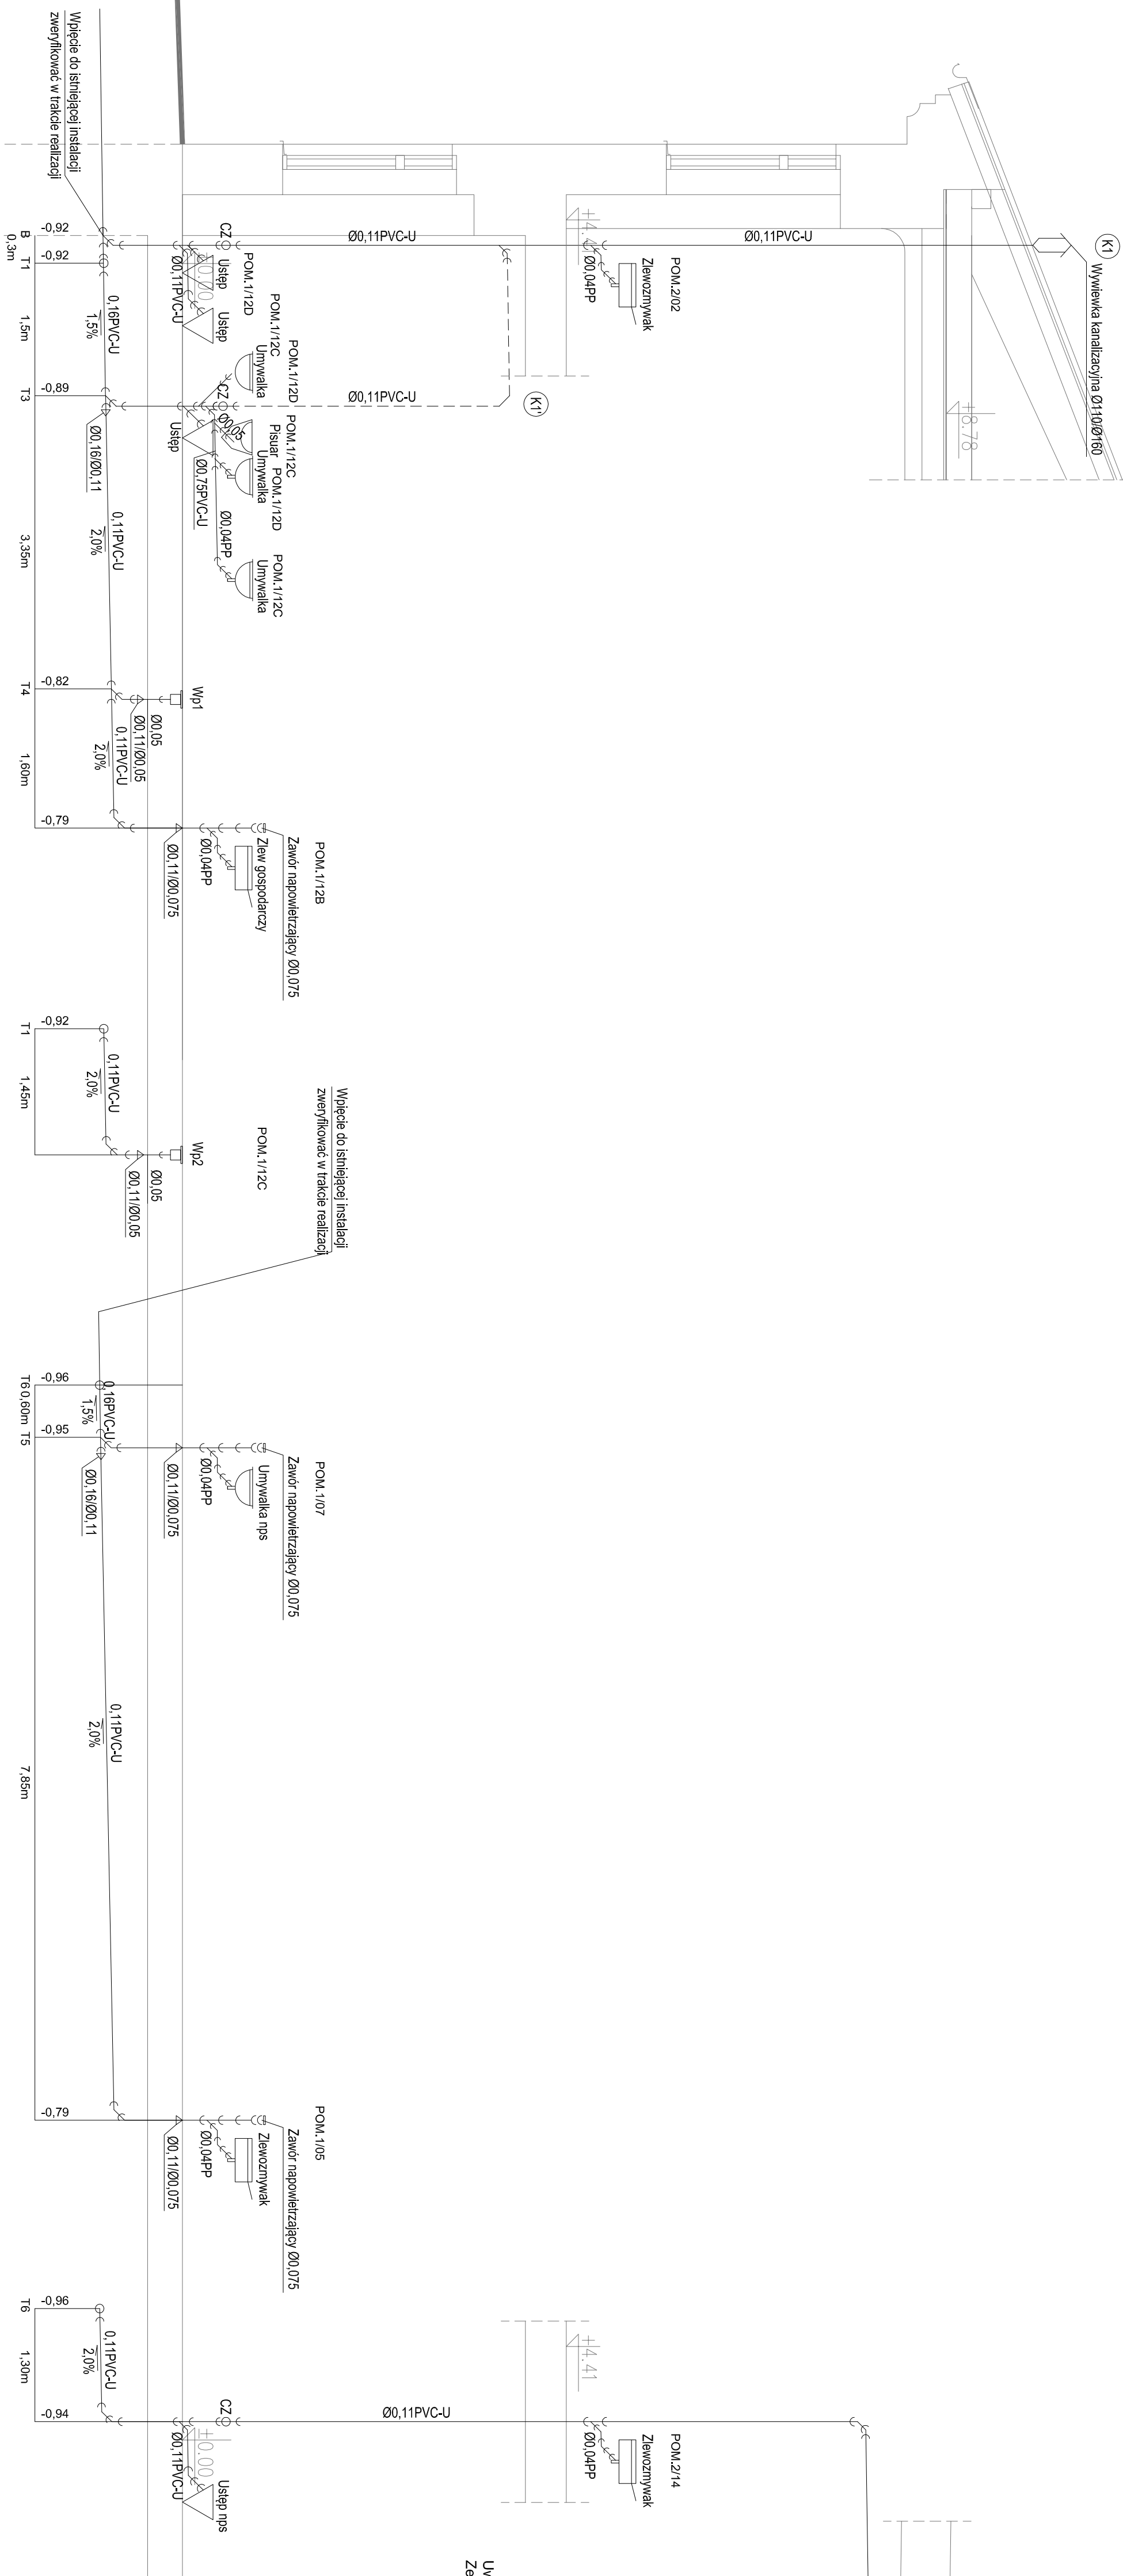 K1
Wywiewka kanalizacyjna Ø110/Ø160
+8.78
+4.41
Ø0,11PVC-U
POM.2/02
Zlewozmywak
Ø0,04PP
K1'
Ø0,11PVC-U
Ø0,11PVC-U
CZ
Ustęp
POM.1/12D
Ø0,11PVC-U
Ustęp
POM.1/12C
POM.1/12D
Umywalka
CZ
Ø0,05
Ustęp
POM.1/12C
Pisuar
Umywalka
POM.1/12D
Ø0,75PVC-U
Ø0,04PP
POM.1/12C
Umywalka
Wpięcie do istniejącej instalacji
zweryfikować w trakcie realizacji
-0,92
B
0,3m
-0,92
T1
0,16PVC-U
1,5%
1,5m
-0,89
T3
Ø0,16/Ø0,11
0,11PVC-U
2,0%
3,35m
-0,82
T4
Wp1
Ø0,05
Ø0,11/Ø0,05
0,11PVC-U
2,0%
1,60m
-0,79
POM.1/12B
Zawór napowietrzający Ø0,075
Zlew gospodarczy
Ø0,04PP
Ø0,11/Ø0,075
-0,92
T1
0,11PVC-U
2,0%
1,45m
POM.1/12C
Wp2
Ø0,05
Ø0,11/Ø0,05
Wpięcie do istniejącej instalacji
zweryfikować w trakcie realizacji
-0,96
T6
0,60m
0,16PVC-U
1,5%
-0,95
T5
POM.1/07
Zawór napowietrzający Ø0,075
Umywalka nps
Ø0,04PP
Ø0,11/Ø0,075
Ø0,16/Ø0,11
0,11PVC-U
2,0%
7,85m
-0,79
POM.1/05
Zawór napowietrzający Ø0,075
Zlewozmywak
Ø0,04PP
Ø0,11/Ø0,075
-0,96
T6
0,11PVC-U
2,0%
1,30m
-0,94
+4.41
Ø0,11PVC-U
CZ
±0.00
Ø0,11PVC-U
Ustęp nps
POM.2/14
Zlewozmywak
Ø0,04PP